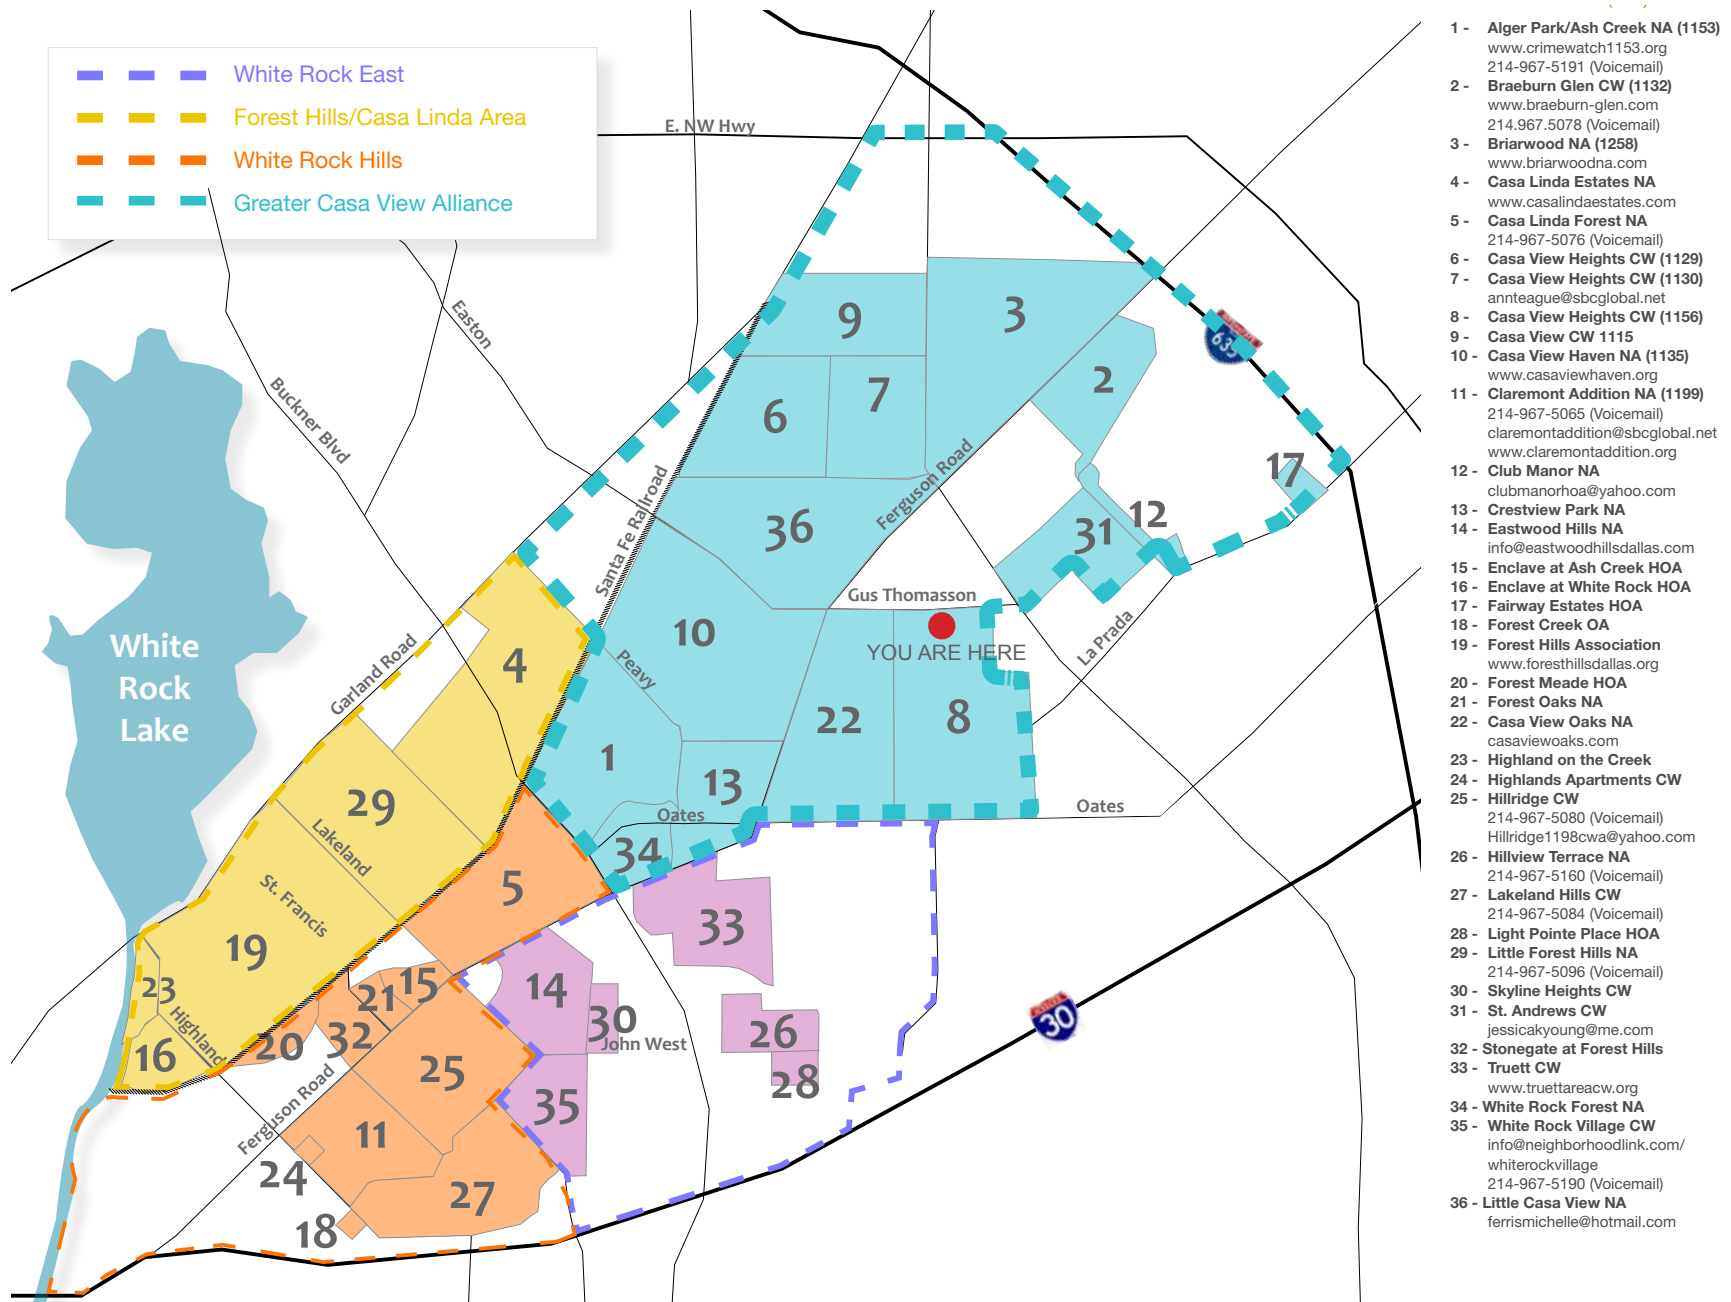 White Rock East
Forest Hills/Casa Linda Area
White Rock Hills
Greater Casa View Alliance
E. NW Hwy
Easton
Buckner Blvd
Santa Fe Railroad
Ferguson Road
Gus Thomasson
YOU ARE HERE
La Prada
Garland Road
Peavy
Oates
Oates
Lakeland
St. Francis
Highland
Ferguson Road
John West
White
Rock
Lake
635
30
9
3
2
6
7
17
36
12
31
10
4
22
8
1
13
29
34
5
33
19
14
23
15
21
30
26
32
20
16
25
28
35
11
24
27
18
1 - Alger Park/Ash Creek NA (1153)
www.crimewatch1153.org
214-967-5191 (Voicemail)
2 - Braeburn Glen CW (1132)
www.braeburn-glen.com
214.967.5078 (Voicemail)
3 - Briarwood NA (1258)
www.briarwoodna.com
4 - Casa Linda Estates NA
www.casalindaestates.com
5 - Casa Linda Forest NA
214-967-5076 (Voicemail)
6 - Casa View Heights CW (1129)
7 - Casa View Heights CW (1130)
annteague@sbcglobal.net
8 - Casa View Heights CW (1156)
9 - Casa View CW 1115
10 - Casa View Haven NA (1135)
www.casaviewhaven.org
11 - Claremont Addition NA (1199)
214-967-5065 (Voicemail)
claremontaddition@sbcglobal.net
www.claremontaddition.org
12 - Club Manor NA
clubmanorhoa@yahoo.com
13 - Crestview Park NA
14 - Eastwood Hills NA
info@eastwoodhillsdallas.com
15 - Enclave at Ash Creek HOA
16 - Enclave at White Rock HOA
17 - Fairway Estates HOA
18 - Forest Creek OA
19 - Forest Hills Association
www.foresthillsdallas.org
20 - Forest Meade HOA
21 - Forest Oaks NA
22 - Casa View Oaks NA
casaviewoaks.com
23 - Highland on the Creek
24 - Highlands Apartments CW
25 - Hillridge CW
214-967-5080 (Voicemail)
Hillridge1198cwa@yahoo.com
26 - Hillview Terrace NA
214-967-5160 (Voicemail)
27 - Lakeland Hills CW
214-967-5084 (Voicemail)
28 - Light Pointe Place HOA
29 - Little Forest Hills NA
214-967-5096 (Voicemail)
30 - Skyline Heights CW
31 - St. Andrews CW
jessicakyoung@me.com
32 - Stonegate at Forest Hills
33 - Truett CW
www.truettareacw.org
34 - White Rock Forest NA
35 - White Rock Village CW
info@neighborhoodlink.com/
whiterockvillage
214-967-5190 (Voicemail)
36 - Little Casa View NA
ferrismichelle@hotmail.com